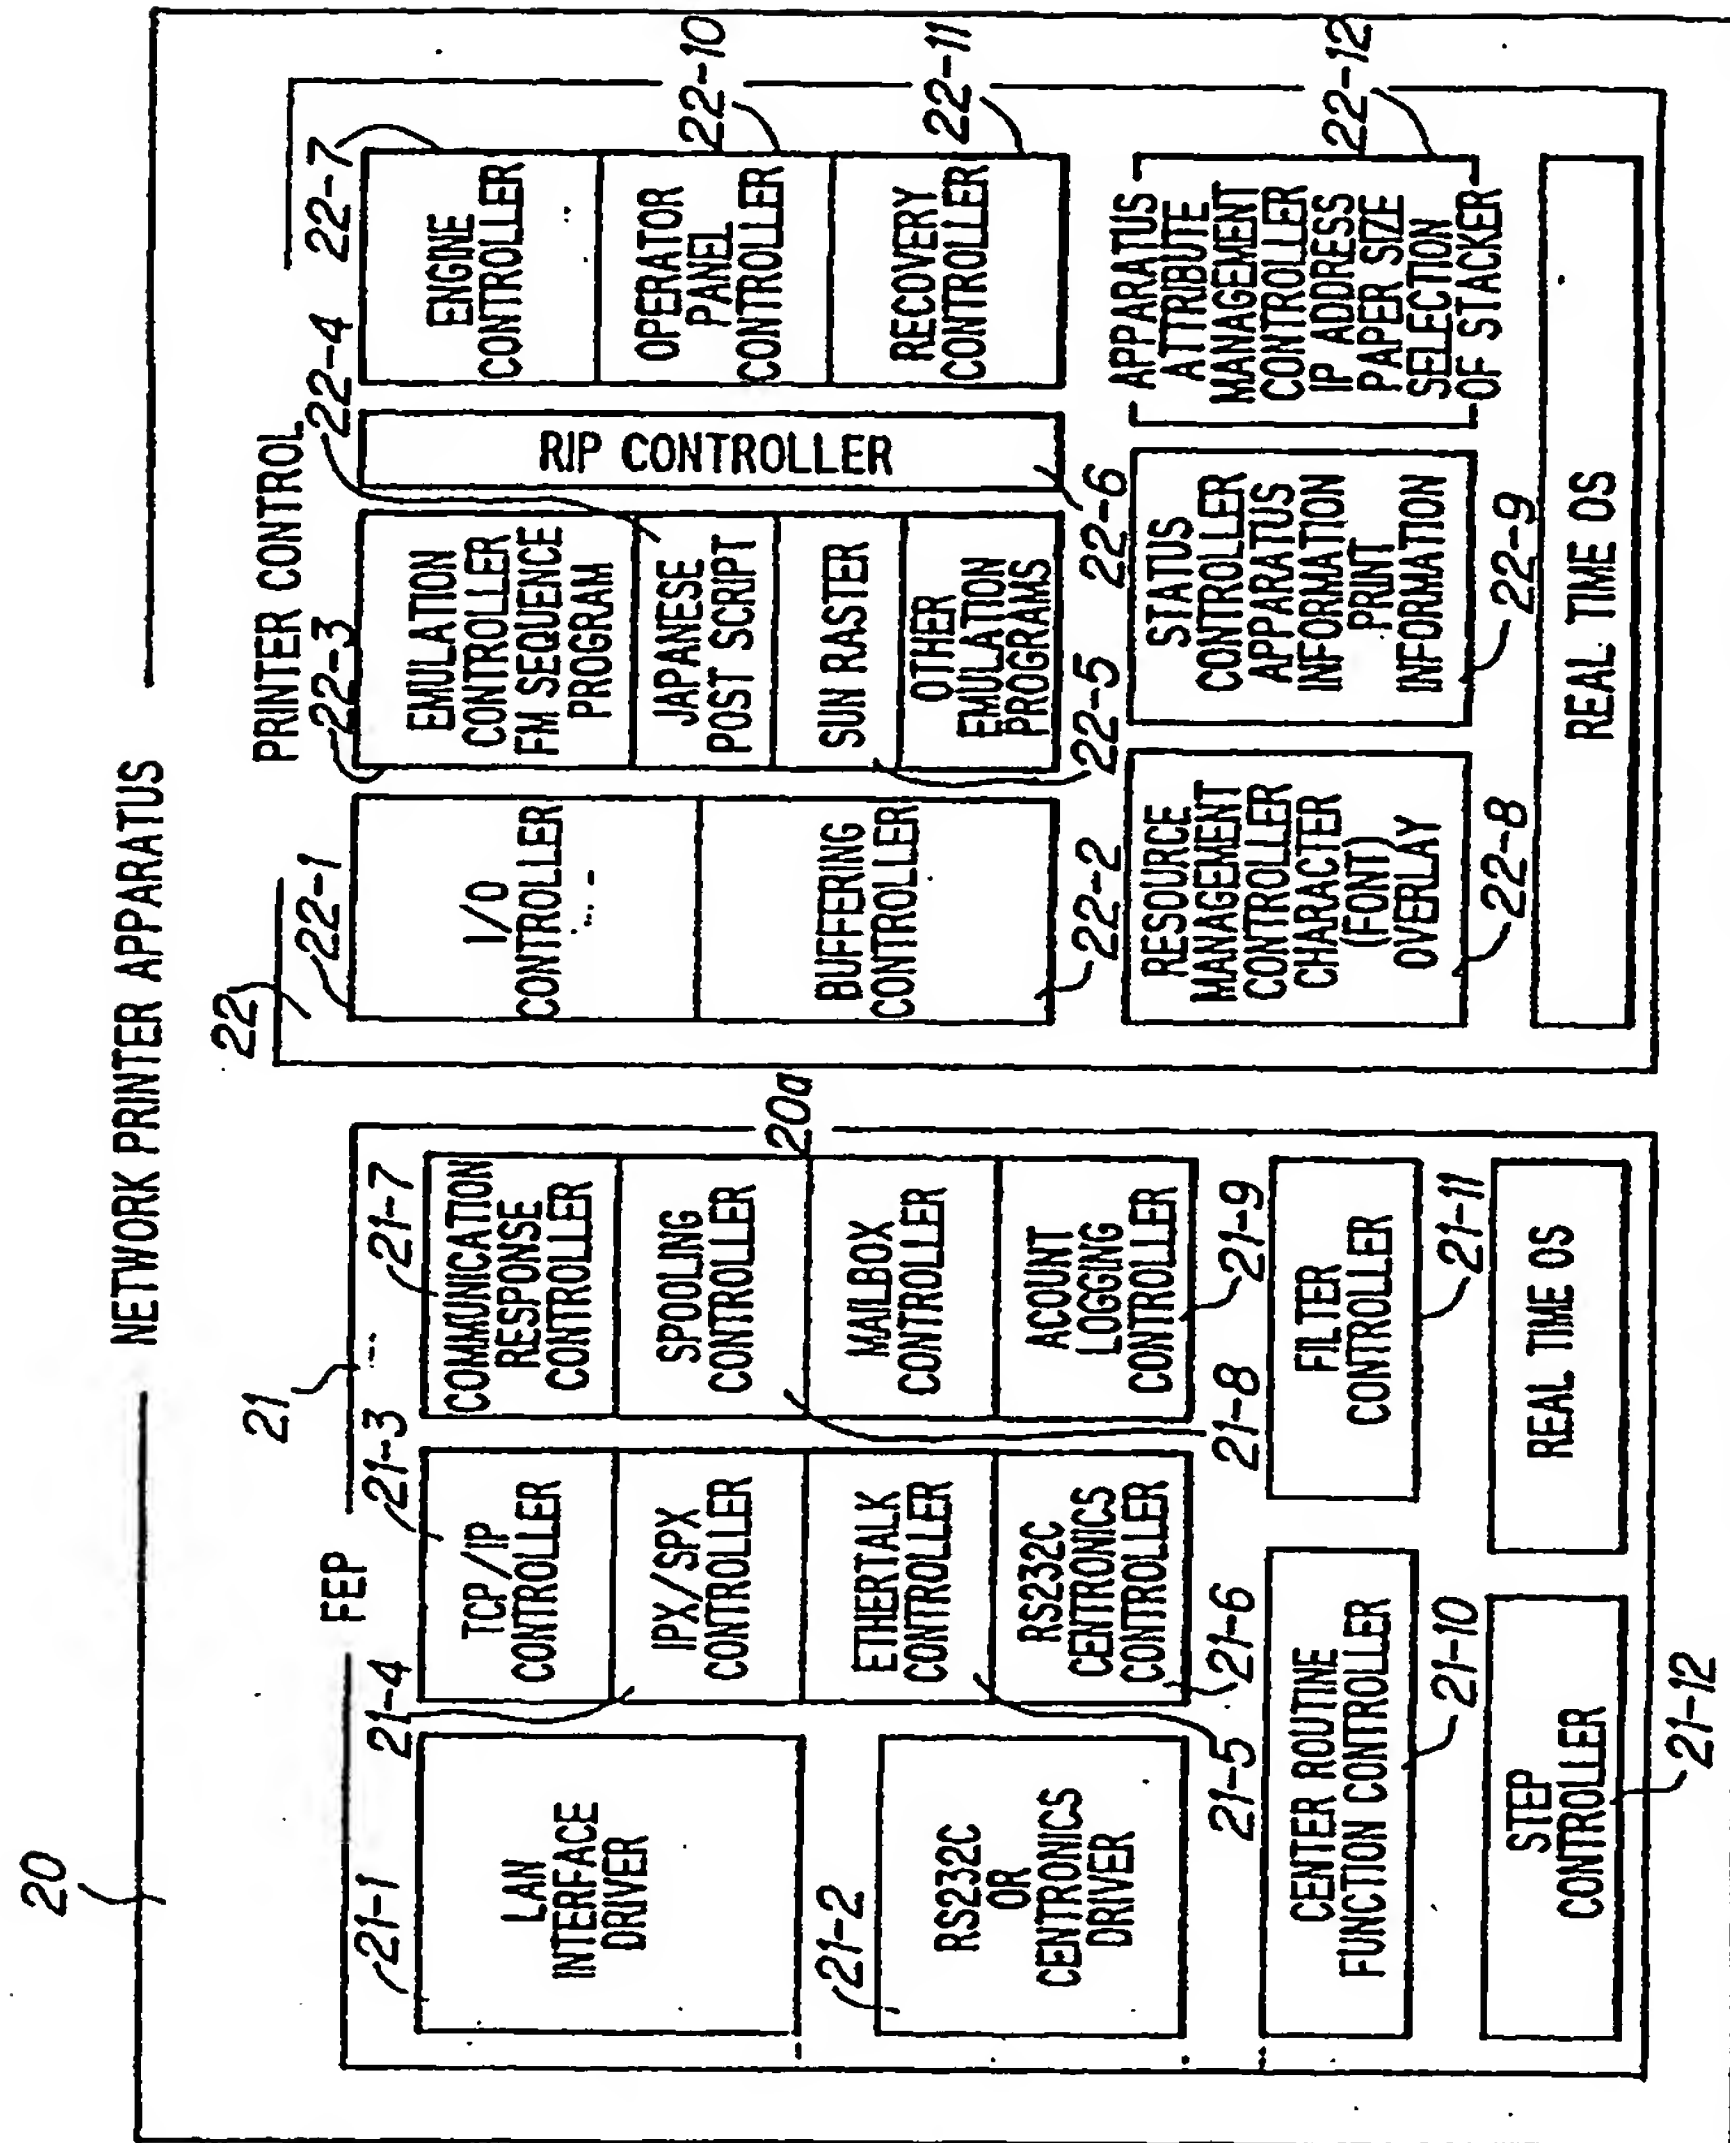 NETWORK PRINTER APPARATUS
20
FEP
21
21-1
LAN
INTERFACE
DRIVER
21-2
RS232C
OR
CENTRONICS
DRIVER
21-3
TCP/IP
CONTROLLER
21-4
IPX/SPX
CONTROLLER
ETHERTALK
CONTROLLER
21-5
RS232C
CENTRONICS
CONTROLLER
21-6
21-7
COMMUNICATION
RESPONSE
CONTROLLER
SPOOLING
CONTROLLER
21-8
20a
MAILBOX
CONTROLLER
ACOUNT
LOGGING
CONTROLLER
21-9
CENTER ROUTINE
FUNCTION CONTROLLER
21-10
FILTER
CONTROLLER
21-11
STEP
CONTROLLER
21-12
REAL TIME OS
PRINTER CONTROL
22
22-1
I/O
CONTROLLER
BUFFERING
CONTROLLER
22-2
22-3
EMULATION
CONTROLLER
FM SEQUENCE
PROGRAM
22-4
JAPANESE
POST SCRIPT
SUN RASTER
22-5
OTHER
EMULATION
PROGRAMS
RIP CONTROLLER
22-6
22-7
ENGINE
CONTROLLER
OPERATOR
PANEL
CONTROLLER
22-10
RECOVERY
CONTROLLER
22-11
RESOURCE
MANAGEMENT
CONTROLLER
CHARACTER
(FONT)
OVERLAY
22-8
STATUS
CONTROLLER
APPARATUS
INFORMATION
PRINT
INFORMATION
22-9
APPARATUS
ATTRIBUTE
MANAGEMENT
CONTROLLER
IP ADDRESS
PAPER SIZE
SELECTION
OF STACKER
22-12
REAL TIME OS